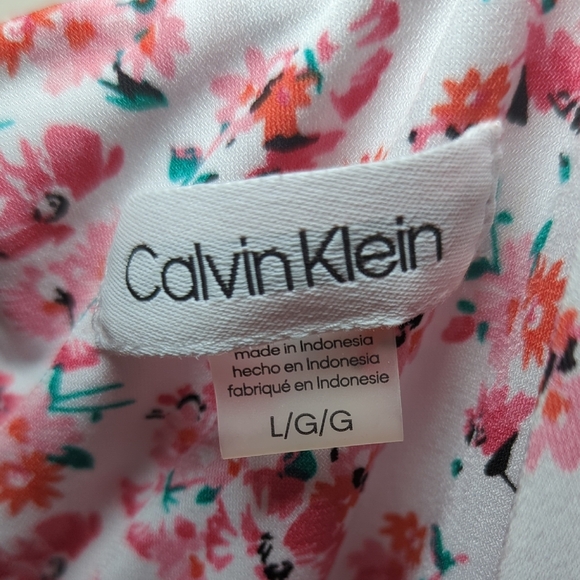 Calvin Klein
made in Indonesia
hecho en Indonesia
fabriqué en Indonesie
L/G/G